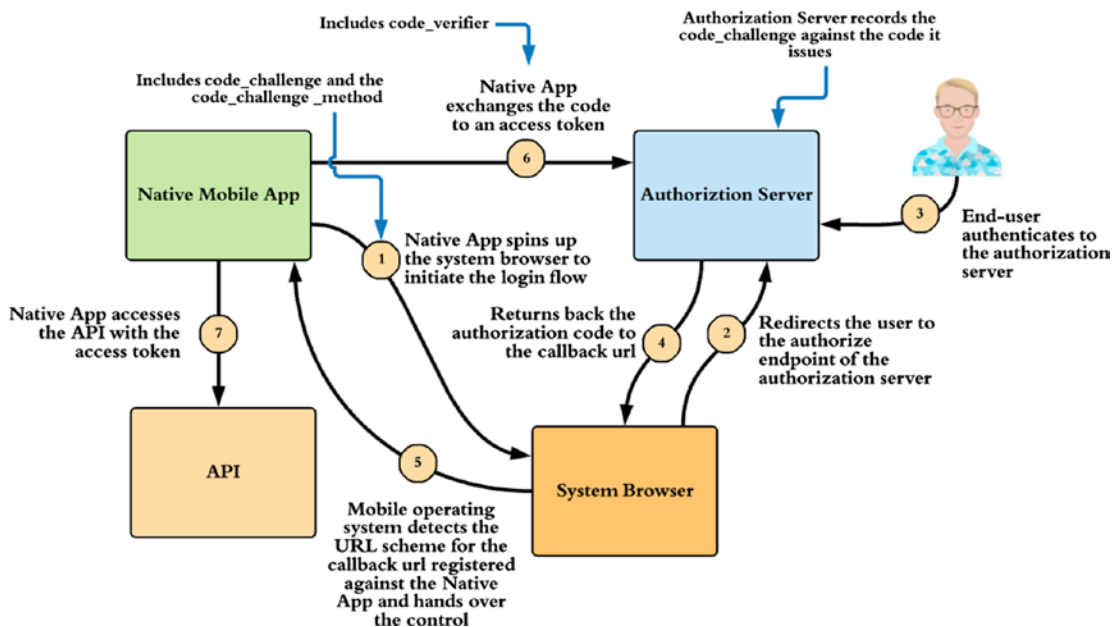 Includes code_verifier
Authorization Server records the
code_challenge against the code it
issues
Includes code_challenge and the
code_challenge _method
Native App
exchanges the code
to an access token
6
Native Mobile App
Authoriztion Server
3
End-user
authenticates to
the authorization
server
1
Native App spins up
the system browser to
initiate the login flow
Native App accesses
the API with the
access token
7
Returns back the
authorization code to
the callback url
4
2
Redirects the user to
the authorize
endpoint of the
authorization server
API
5
System Browser
Mobile operating
system detects the
URL scheme for the
callback url registered
against the Native
App and hands over
the control